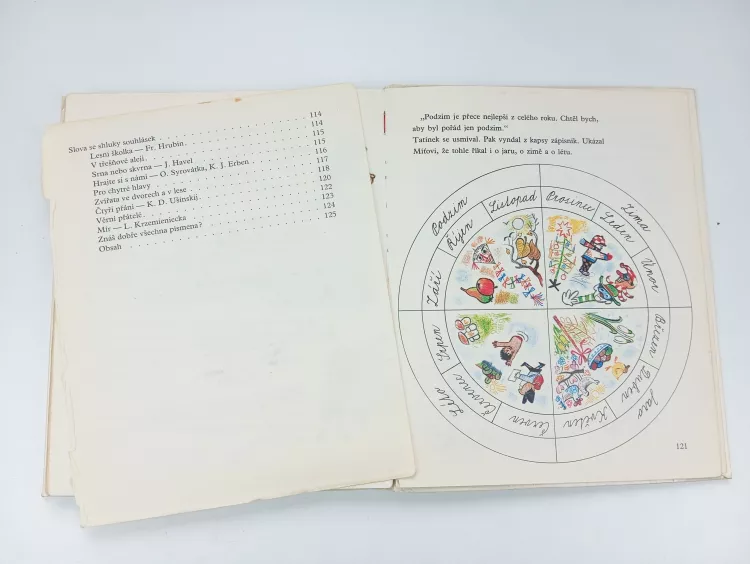 Slova se shluky souhlásek . . . 114
Lesní školka — Fr. Hrubín . . . 114
V třešňové aleji . . . 115
Srna nebo skvrna — J. Havel . . . 115
Hrajte si s námi — O. Syrovátka, K. J. Erben . . . 116
Pro chytré hlavy . . . 117
Zvířata ve dvorech a v lese . . . 118
Čtyři přání — K. D. Ušinskij . . . 120
Věrní přátelé . . . 122
Mír — L. Krzemieniecka . . . 123
Znáš dobře všechna písmena? . . . 124
Obsah . . . 125
„Podzim je přece nejlepší z celého roku. Chtěl bych,
aby byl pořád jen podzim.“
Tatínek se usmíval. Pak vyndal z kapsy zápisník. Ukázal
Míťovi, že tohle říkal i o jaru, o zimě a o létu.
Podzim
Září
Říjen
Listopad
Zima
Prosinec
Leden
Únor
Jaro
Březen
Duben
Květen
Léto
Červen
Červenec
Srpen
121